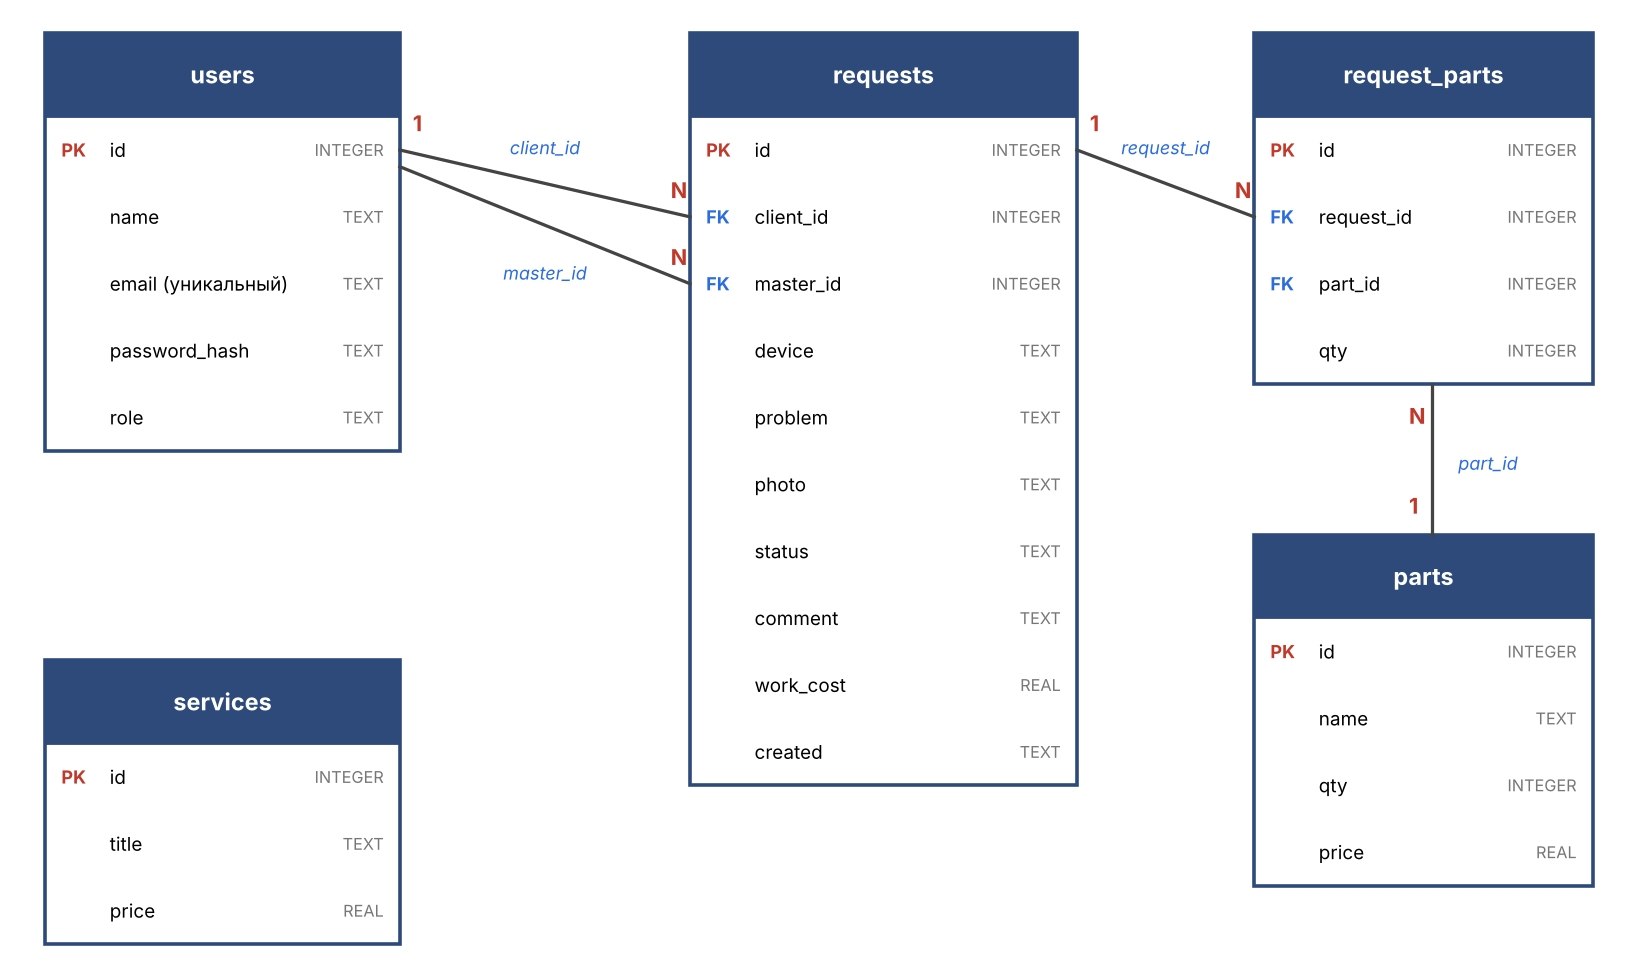 users
PK id INTEGER
name TEXT
email (уникальный) TEXT
password_hash TEXT
role TEXT
1
client_id
N
master_id
N
requests
PK id INTEGER
FK client_id INTEGER
FK master_id INTEGER
device TEXT
problem TEXT
photo TEXT
status TEXT
comment TEXT
work_cost REAL
created TEXT
1
request_id
N
request_parts
PK id INTEGER
FK request_id INTEGER
FK part_id INTEGER
qty INTEGER
N
part_id
1
parts
PK id INTEGER
name TEXT
qty INTEGER
price REAL
services
PK id INTEGER
title TEXT
price REAL